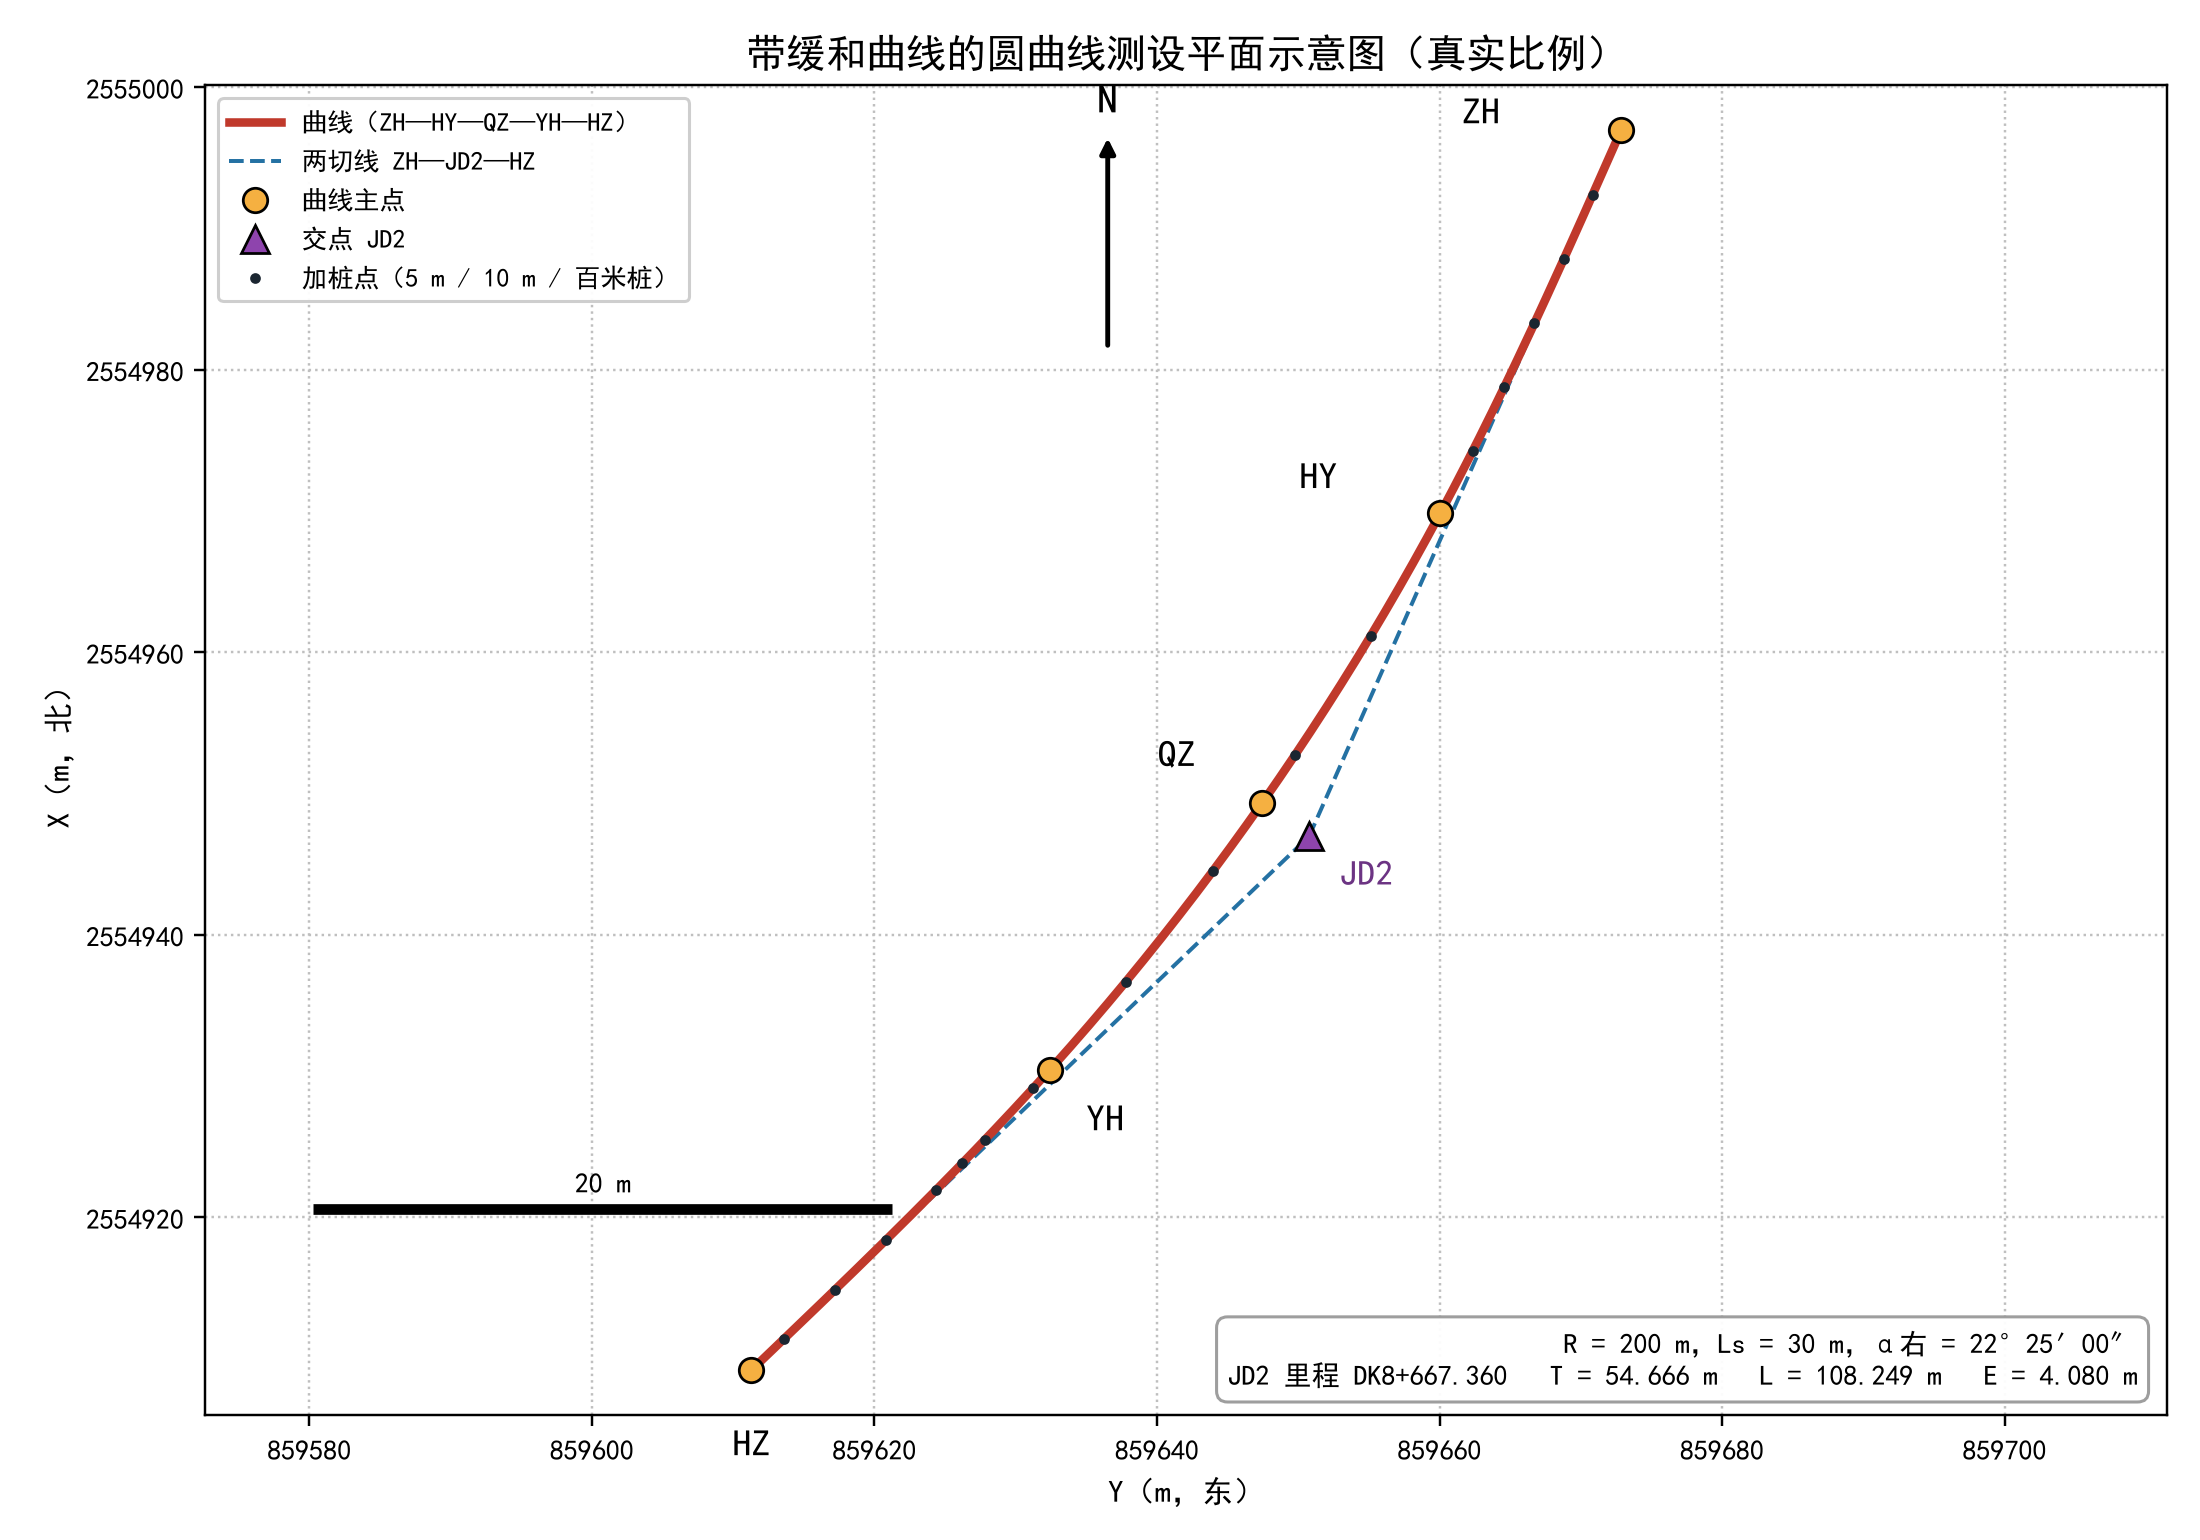 带缓和曲线的圆曲线测设平面示意图（真实比例）
曲线（ZH—HY—QZ—YH—HZ）
两切线 ZH—JD2—HZ
曲线主点
交点 JD2
加桩点（5 m / 10 m / 百米桩）
N
ZH
HY
QZ
JD2
YH
HZ
20 m
R = 200 m, Ls = 30 m, α右 = 22° 25′ 00″
JD2 里程 DK8+667.360 T = 54.666 m L = 108.249 m E = 4.080 m
2555000
2554980
2554960
2554940
2554920
X（m, 北）
859580
859600
859620
859640
859660
859680
859700
Y（m, 东）